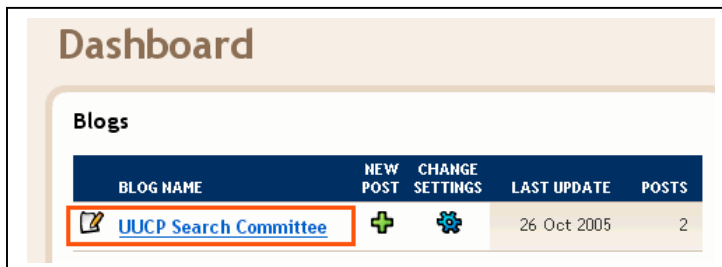 Dashboard
Blogs
BLOG NAME NEW POST CHANGE SETTINGS LAST UPDATE POSTS
UUCP Search Committee 26 Oct 2005 2